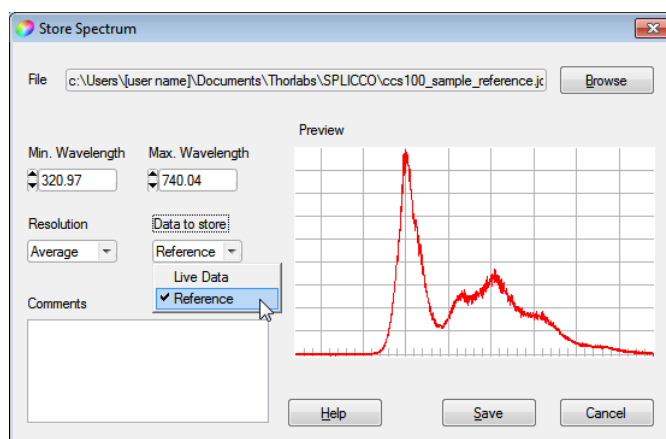 Store Spectrum
File
c:\Users\[user name]\Documents\Thorlabs\SPLICCO\ccs100_sample_reference.jc
Browse
Preview
Min. Wavelength Max. Wavelength
320.97 740.04
Resolution Data to store
Average Reference
Live Data
Reference
Comments
Help Save Cancel